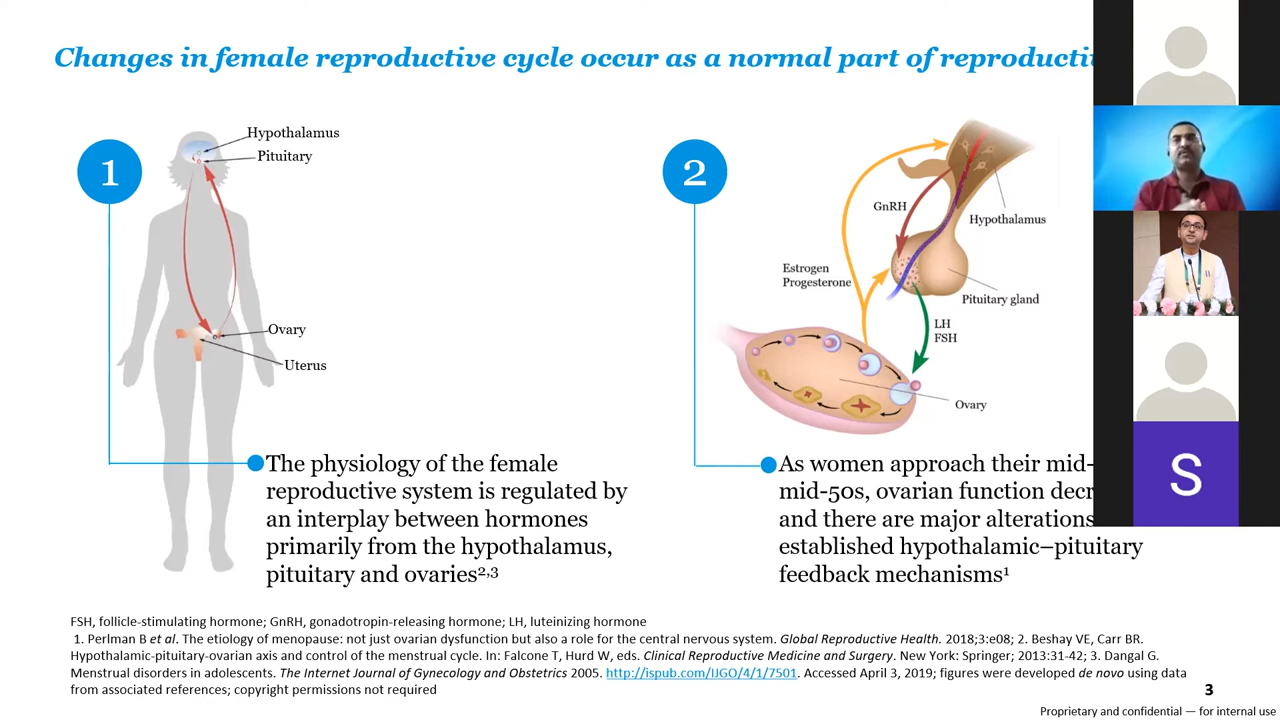 Changes in female reproductive cycle occur as a normal part of
1
Hypothalamus
Pituitary
Ovary
Uterus
The physiology of the female
reproductive system is regulated by
an interplay between hormones
primarily from the hypothalamus,
pituitary and ovaries²,³
2
GnRH
Hypothalamus
Estrogen
Progesterone
Pituitary gland
LH
FSH
Ovary
As women approach their mid-
mid-50s, ovarian function
and there are major alterations
established hypothalamic–pituitary
feedback mechanisms¹
S
FSH, follicle-stimulating hormone; GnRH, gonadotropin-releasing hormone; LH, luteinizing hormone
1. Perlman B et al. The etiology of menopause: not just ovarian dysfunction but also a role for the central nervous system. Global Reproductive Health. 2018;3:e08; 2. Beshay VE, Carr BR.
Hypothalamic-pituitary-ovarian axis and control of the menstrual cycle. In: Falcone T, Hurd W, eds. Clinical Reproductive Medicine and Surgery. New York: Springer; 2013:31-42; 3. Dangal G.
Menstrual disorders in adolescents. The Internet Journal of Gynecology and Obstetrics 2005. http://ispub.com/IJGO/4/1/7501. Accessed April 3, 2019; figures were developed de novo using data
from associated references; copyright permissions not required
3
Proprietary and confidential — for internal use